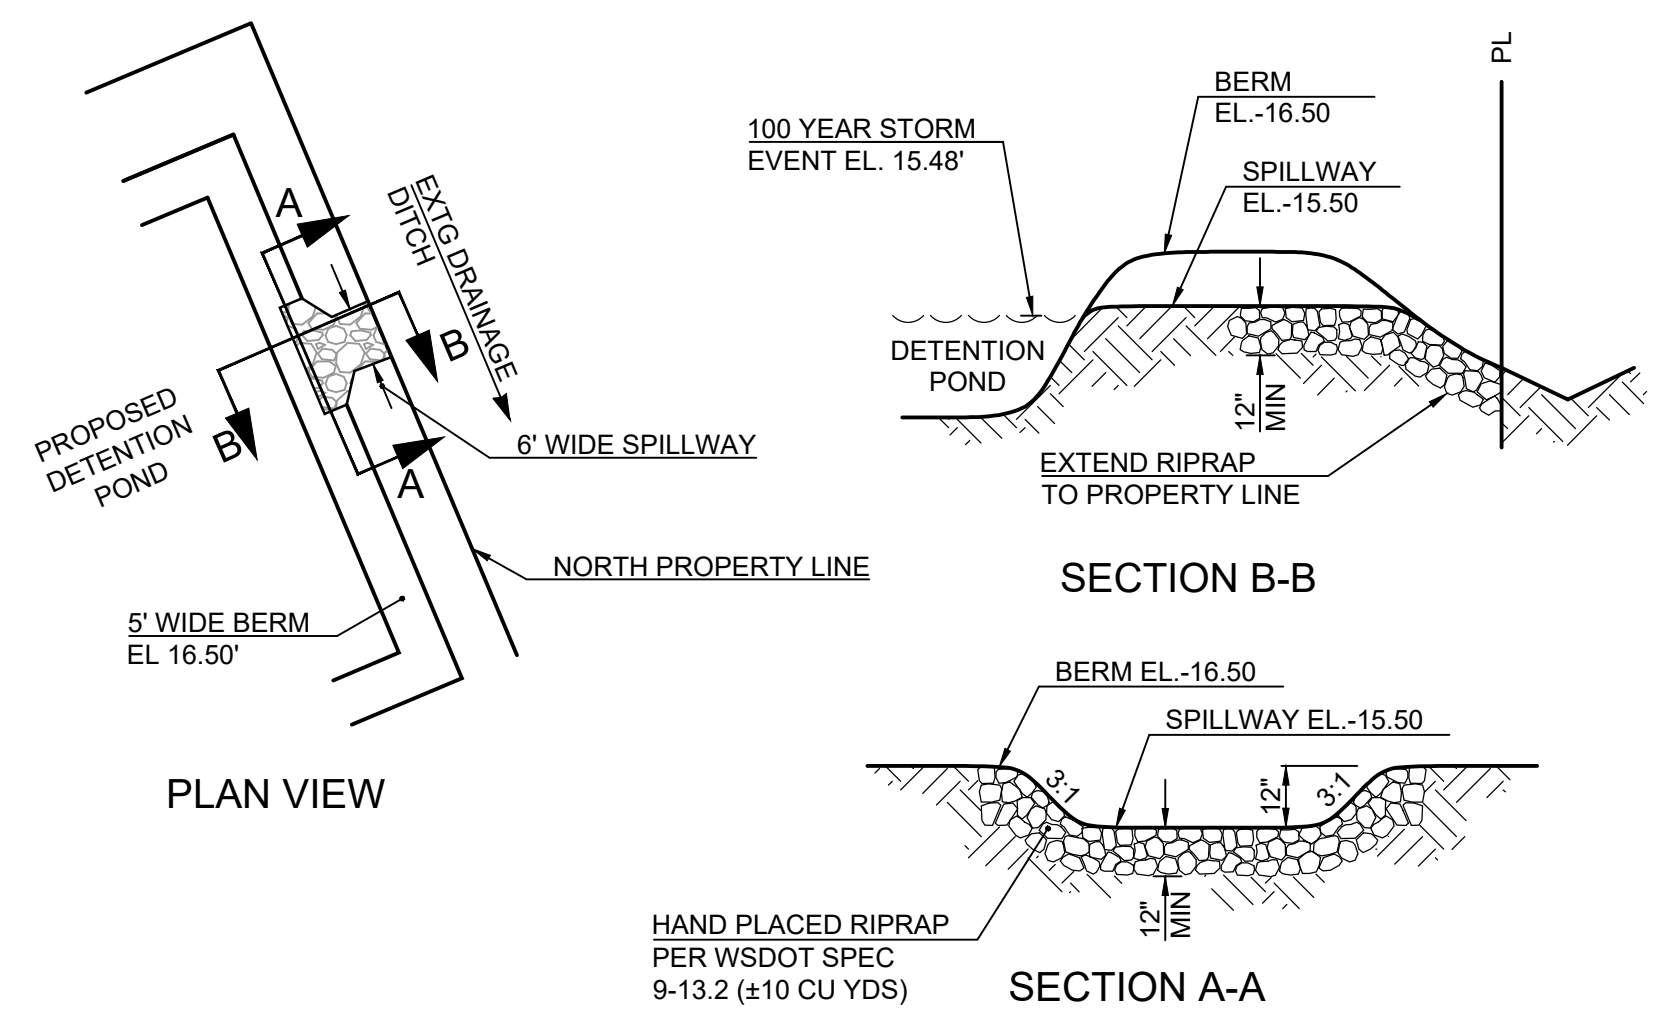 A
EXTG DRAINAGE
DITCH
B
B
PROPOSED
DETENTION
POND
6' WIDE SPILLWAY
A
NORTH PROPERTY LINE
5' WIDE BERM
EL 16.50'
PLAN VIEW
PL
BERM
EL.-16.50
100 YEAR STORM
EVENT EL. 15.48'
SPILLWAY
EL.-15.50
DETENTION
POND
12"
MIN
EXTEND RIPRAP
TO PROPERTY LINE
SECTION B-B
BERM EL.-16.50
SPILLWAY EL.-15.50
3:1
12"
3:1
12"
MIN
HAND PLACED RIPRAP
PER WSDOT SPEC
9-13.2 (±10 CU YDS)
SECTION A-A